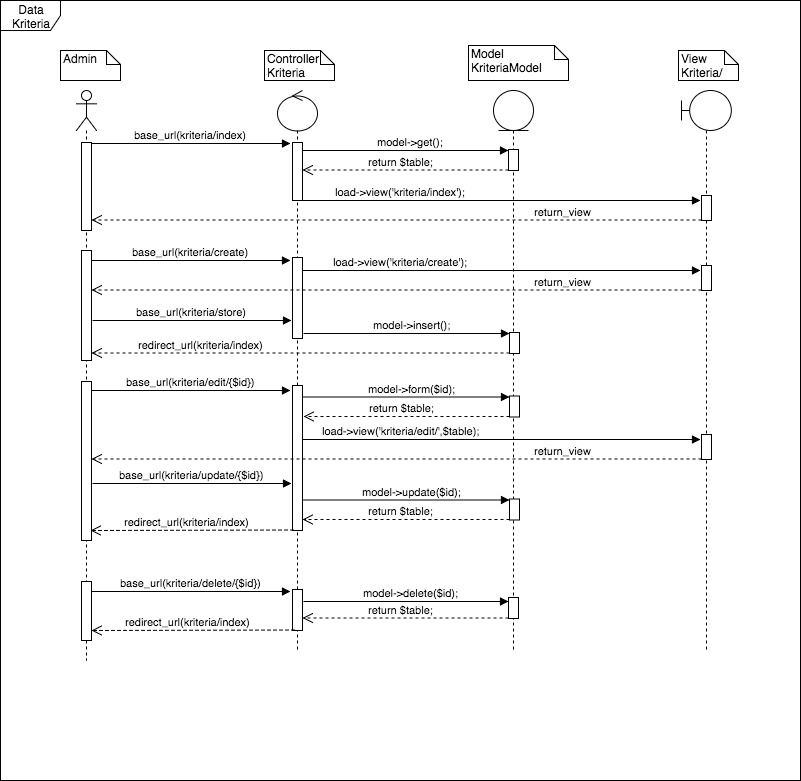 Data
Kriteria
Admin
Controller
Kriteria
Model
KriteriaModel
View
Kriteria/
base_url(kriteria/index)
model->get();
return $table;
load->view('kriteria/index');
return_view
base_url(kriteria/create)
load->view('kriteria/create');
return_view
base_url(kriteria/store)
model->insert();
redirect_url(kriteria/index)
base_url(kriteria/edit/{$id})
model->form($id);
return $table;
load->view('kriteria/edit/',$table);
return_view
base_url(kriteria/update/{$id})
model->update($id);
return $table;
redirect_url(kriteria/index)
base_url(kriteria/delete/{$id})
model->delete($id);
return $table;
redirect_url(kriteria/index)